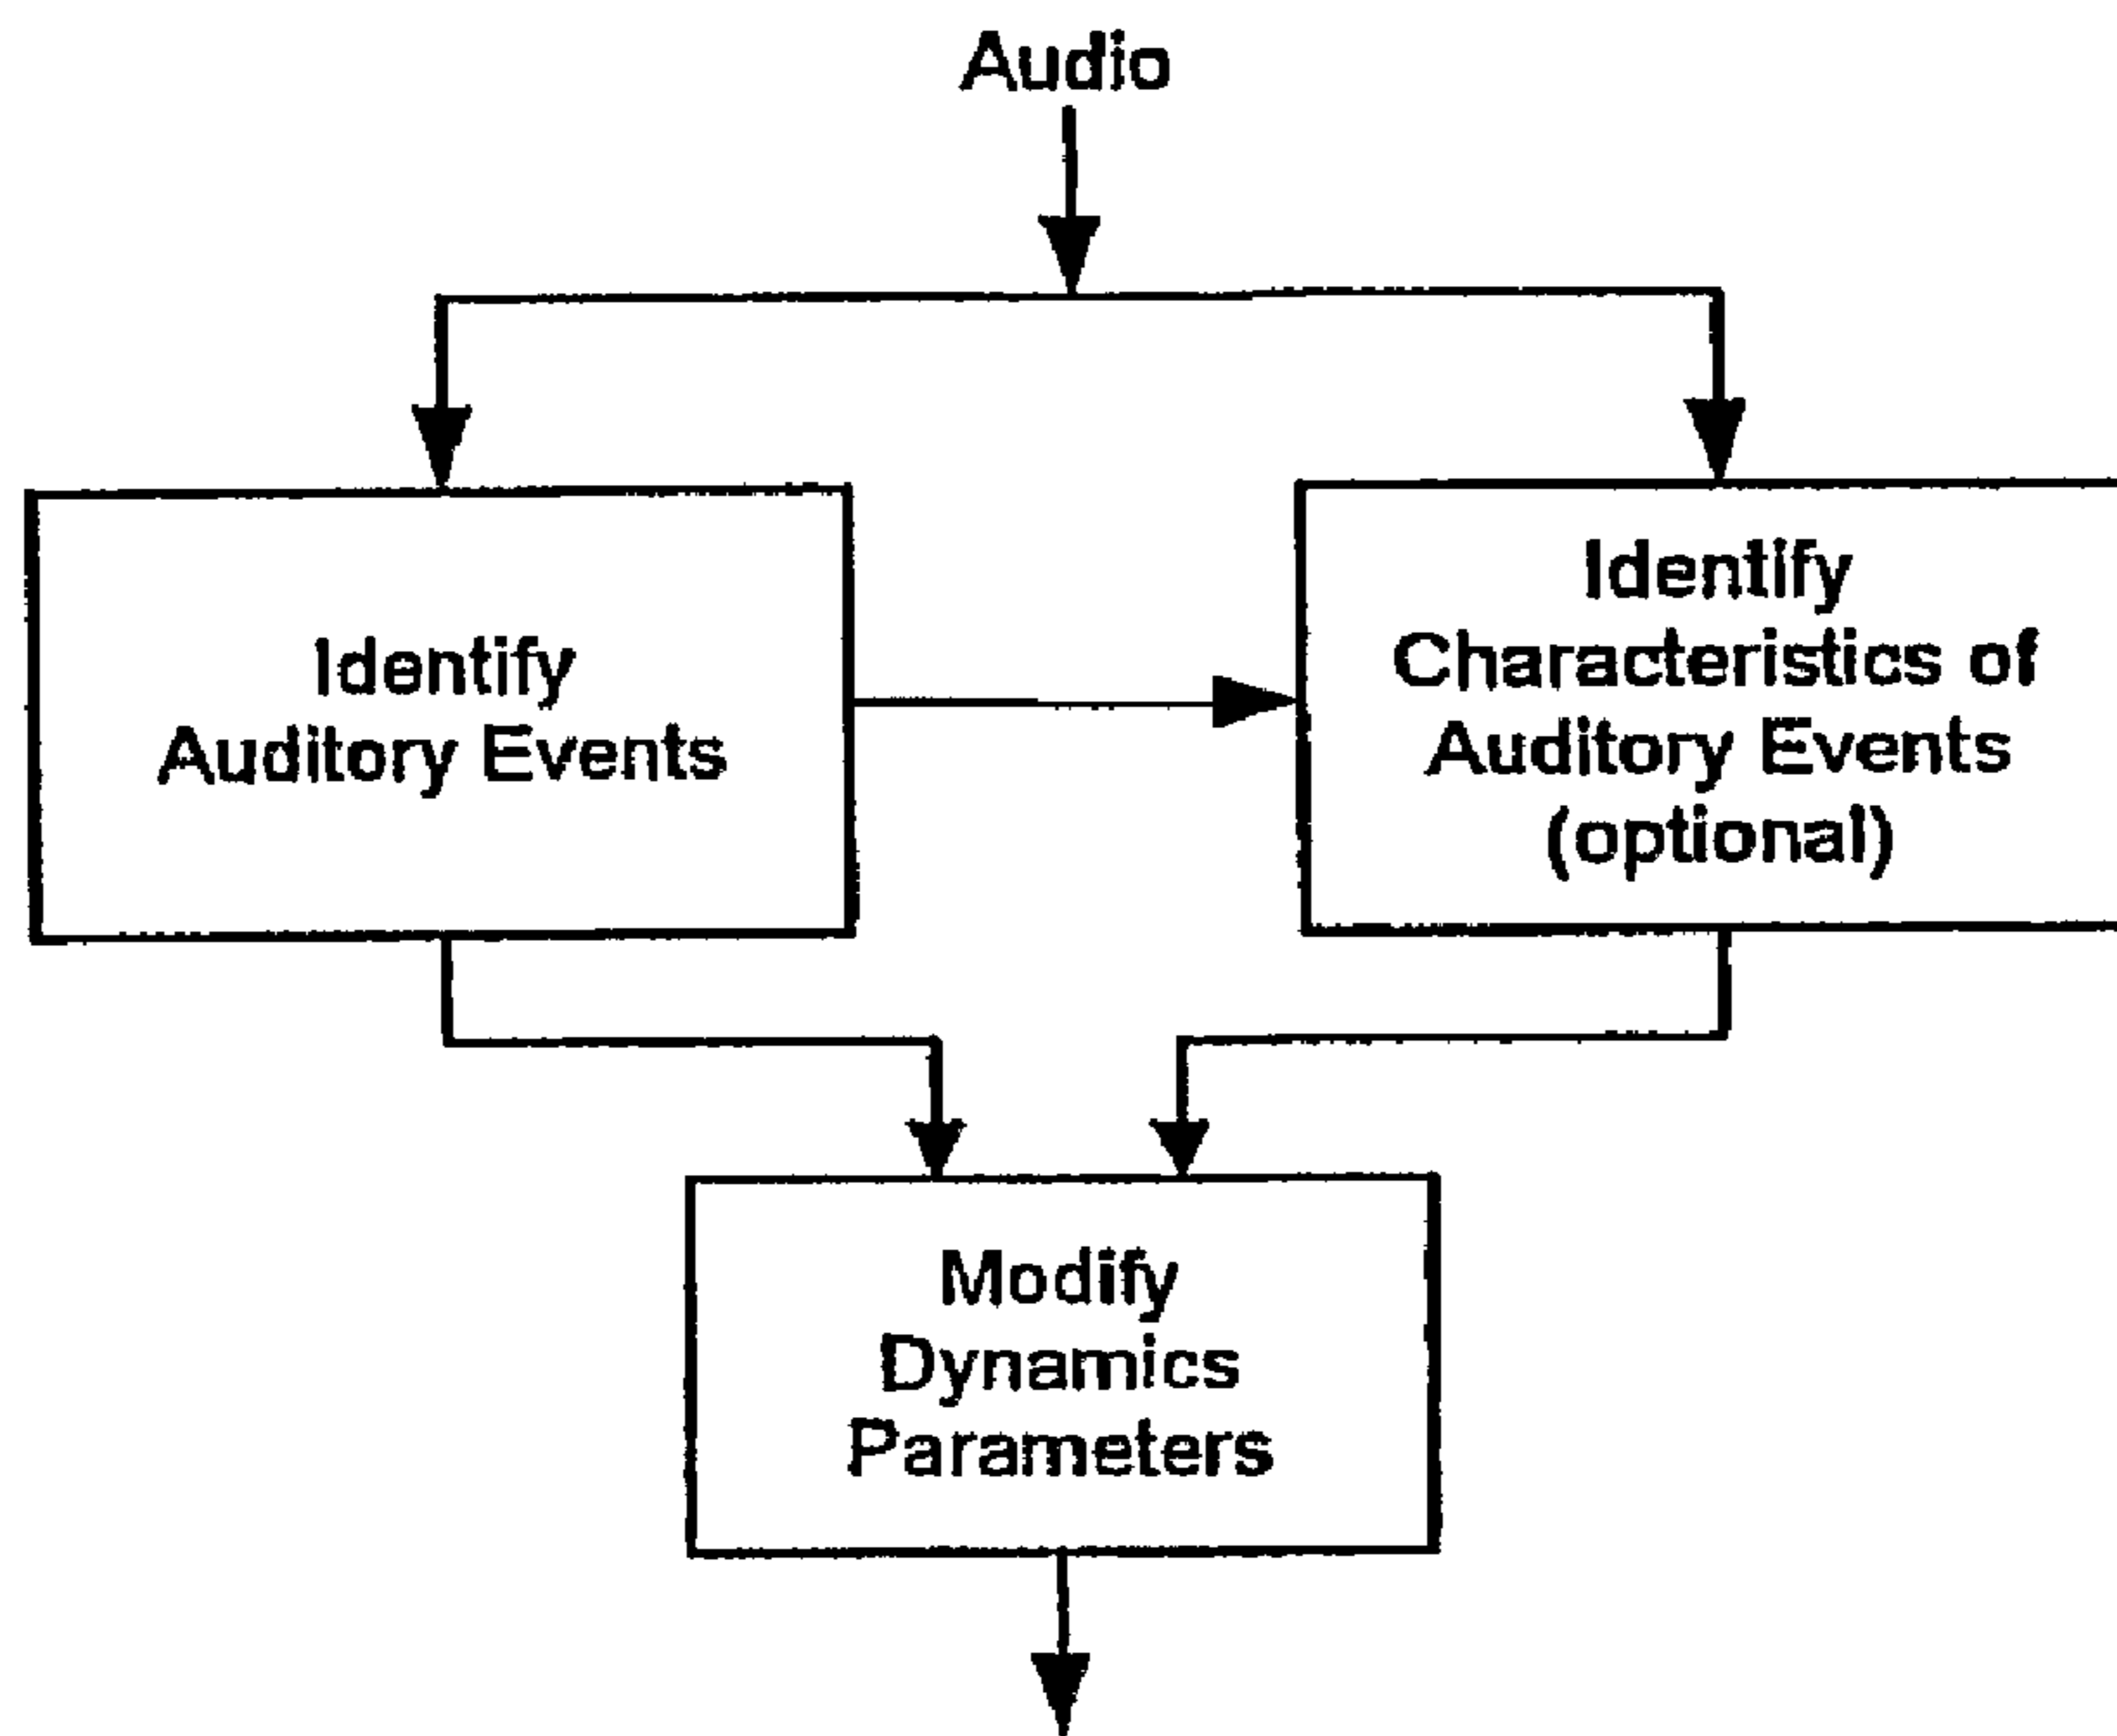 Audio
Identify
Auditory Events
Identify
Characteristics of
Auditory Events
(optional)
Modify
Dynamics
Parameters